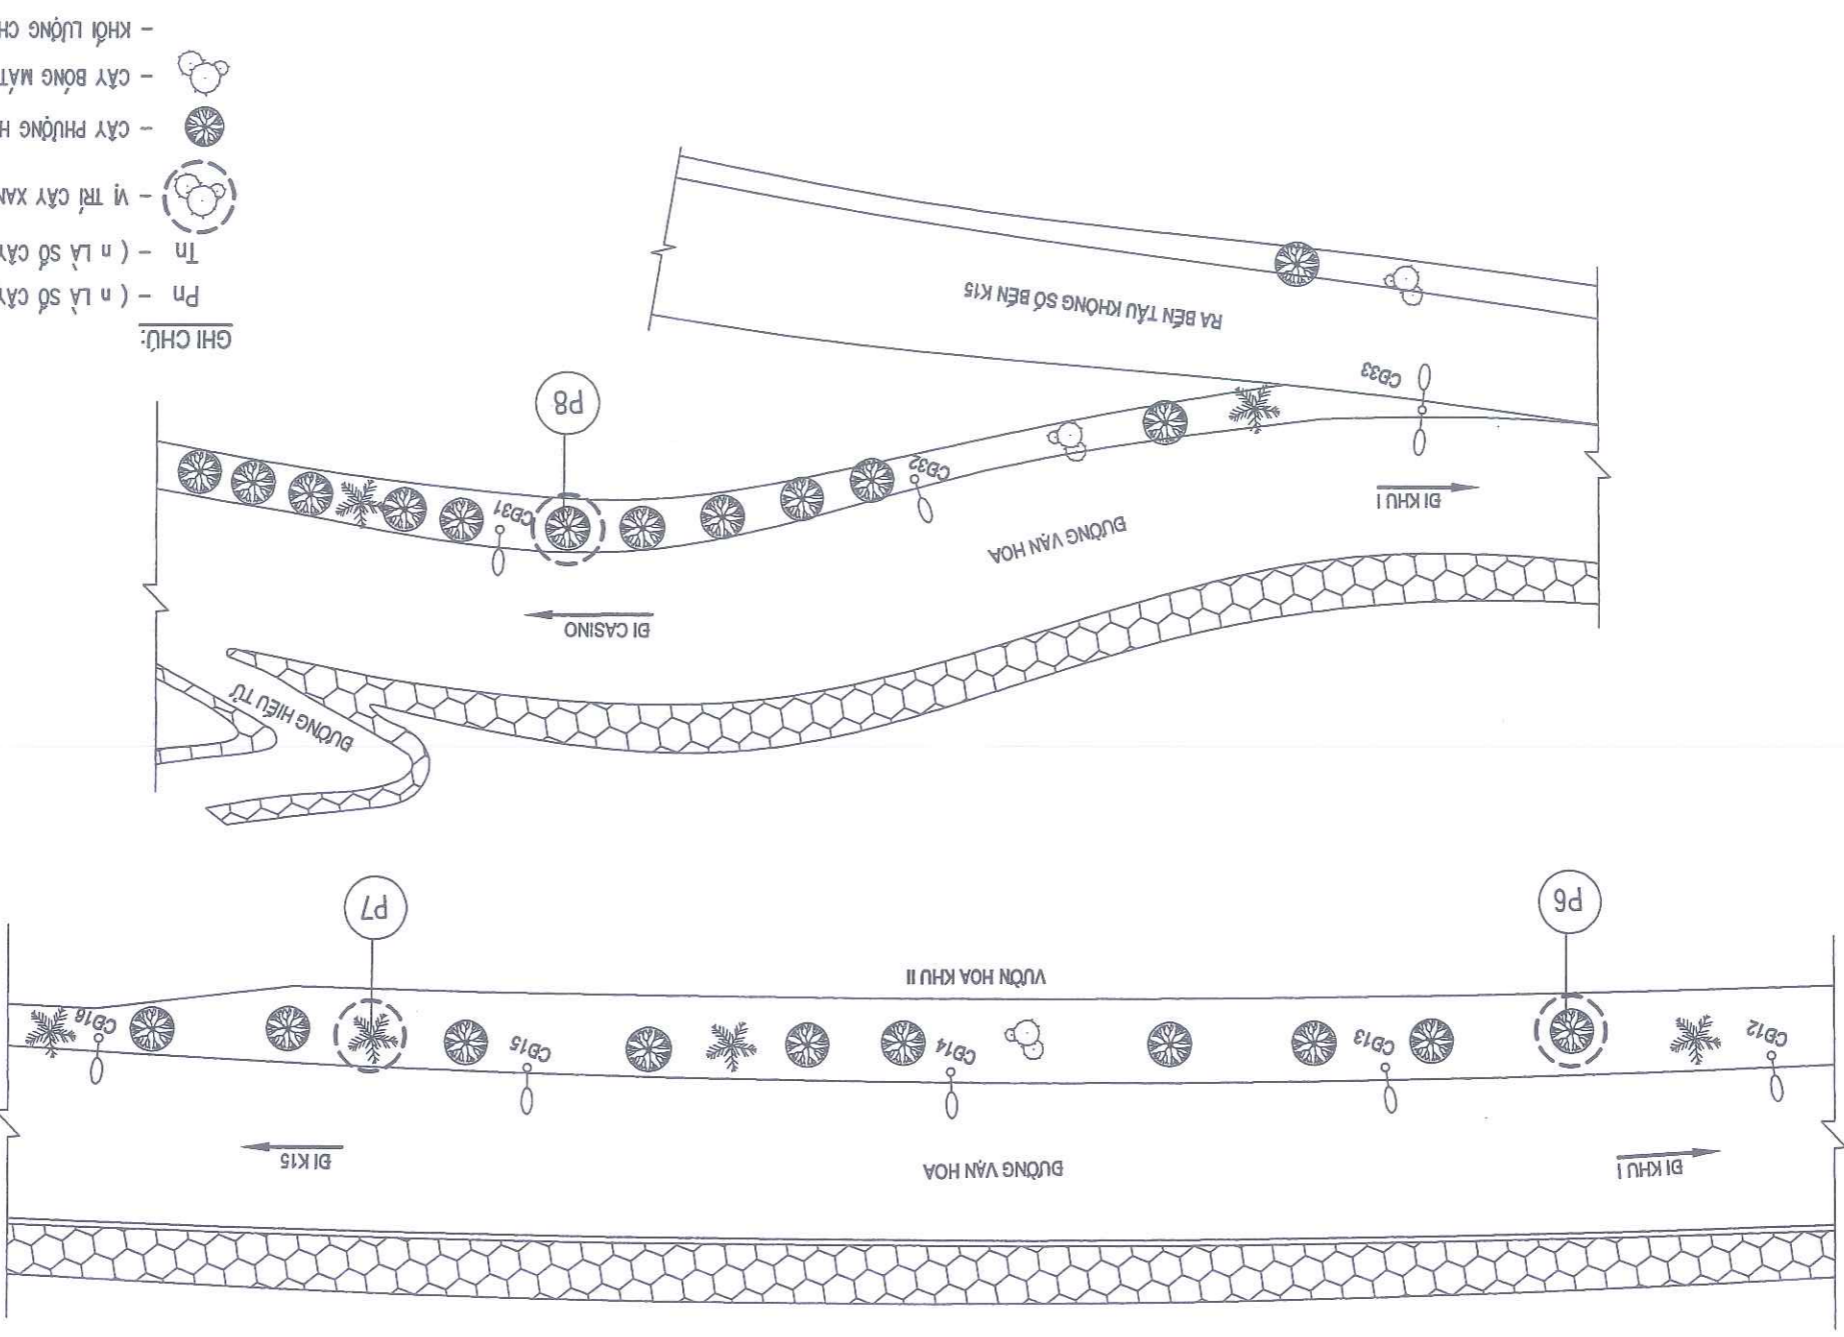 ĐI KHU I
ĐƯỜNG VẠN HOA
ĐI K15
CĐ12
CĐ13
CĐ14
CĐ15
CĐ16
VƯỜN HOA KHU II
P6
P7
ĐƯỜNG HIẾU TỬ
ĐI CASINO
ĐƯỜNG VẠN HOA
ĐI KHU I
CĐ31
CĐ32
CĐ33
P8
RA BẾN TẦU KHÔNG SỐ BẾN K15
GHI CHÚ:
Pn - ( n LÀ SỐ CÂY
Tn - ( n LÀ SỐ CÂY
- VỊ TRÍ CÂY XAN
- CÂY PHƯỢNG H
- CÂY BÓNG MÁT
- KHỐI LƯỢNG CH